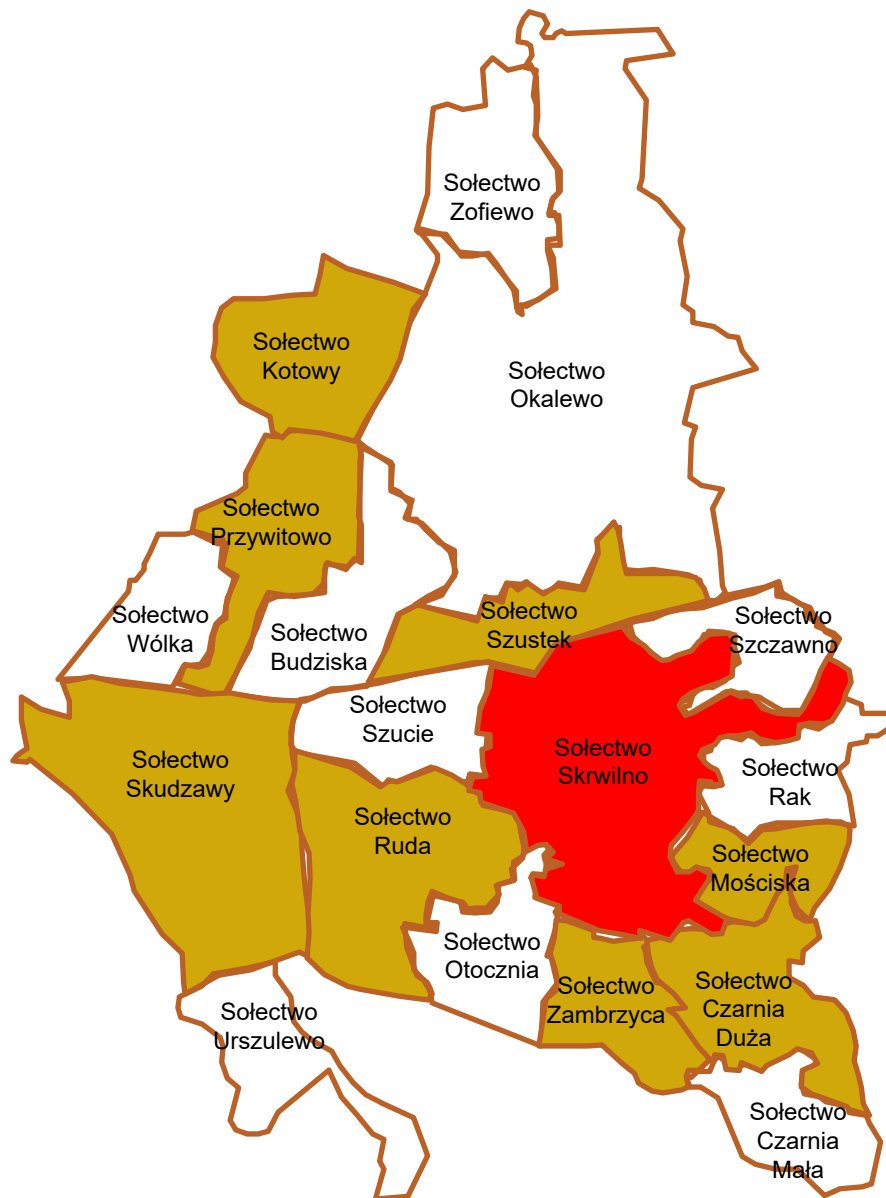 Sołectwo
Zofiewo
Sołectwo
Kotowy
Sołectwo
Okalewo
Sołectwo
Przywitowo
Sołectwo
Wólka
Sołectwo
Budziska
Sołectwo
Szustek
Sołectwo
Szczawno
Sołectwo
Szucie
Sołectwo
Skrwilno
Sołectwo
Skudzawy
Sołectwo
Rak
Sołectwo
Ruda
Sołectwo
Mościska
Sołectwo
Otocznia
Sołectwo
Zambrzyca
Sołectwo
Czarnia
Duża
Sołectwo
Urszulewo
Sołectwo
Czarnia
Mała